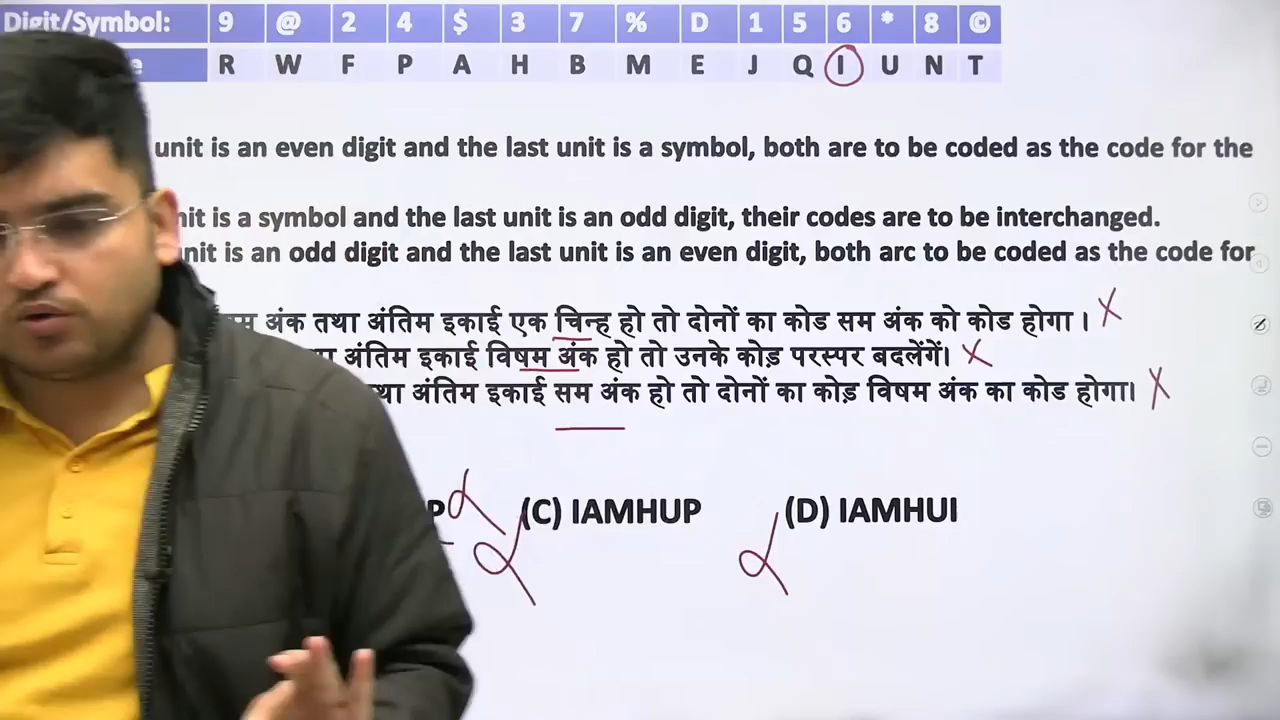 Digit/Symbol: 9 @ 2 4 $ 3 7 % D 1 5 6 * 8 ©
R W F P A H B M E J Q I U N T
unit is an even digit and the last unit is a symbol, both are to be coded as the code for the
is a symbol and the last unit is an odd digit, their codes are to be interchanged.
is an odd digit and the last unit is an even digit, both arc to be coded as the code for
अंक तथा अंतिम इकाई एक चिन्ह हो तो दोनों का कोड सम अंक को कोड होगा।
अंतिम इकाई विषम अंक हो तो उनके कोड़ परस्पर बदलेंगें।
अंतिम इकाई सम अंक हो तो दोनों का कोड़ विषम अंक का कोड होगा।
P (C) IAMHUP (D) IAMHUI